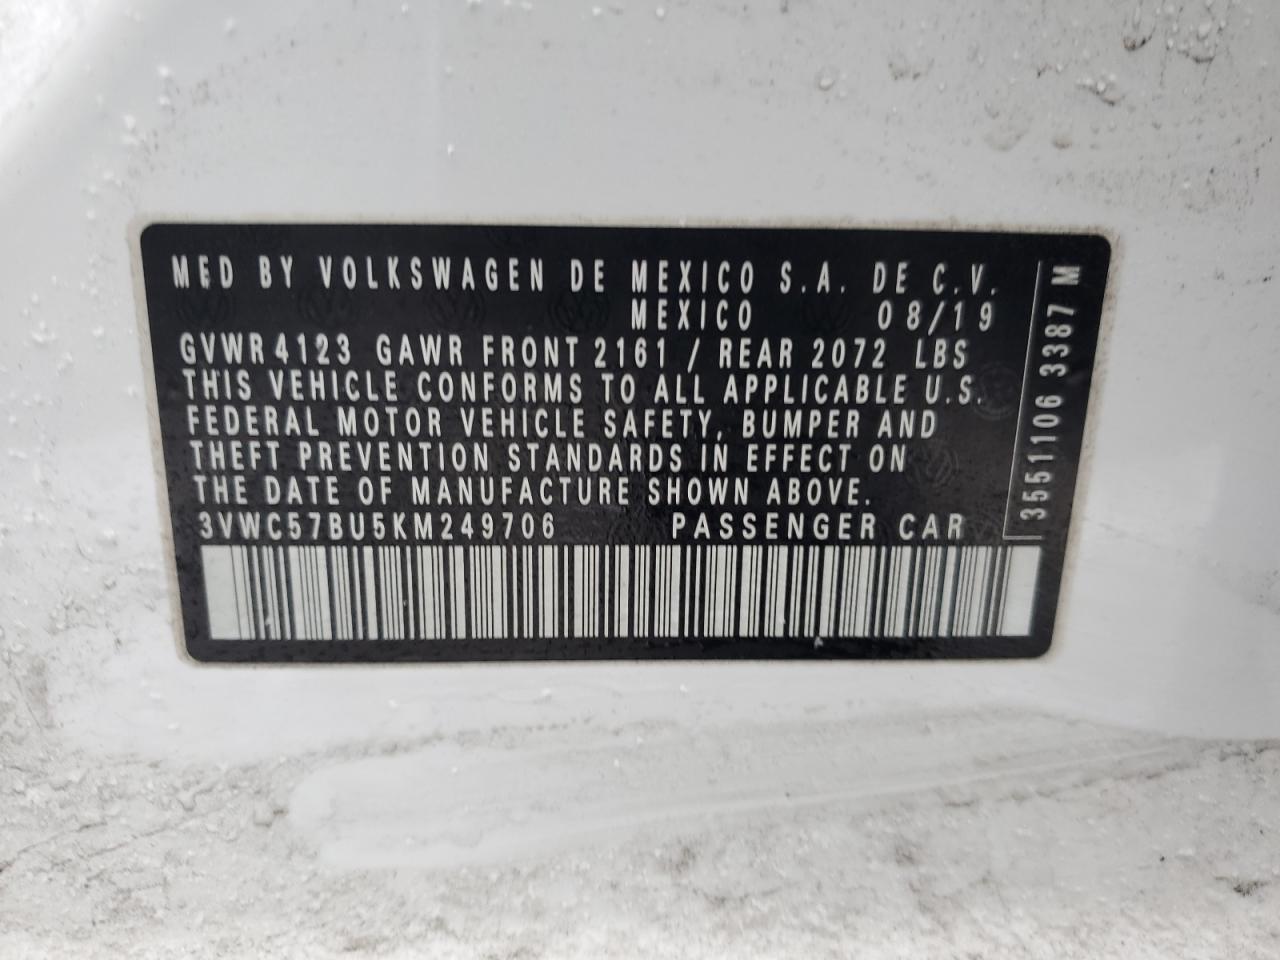 MED BY VOLKSWAGEN DE MEXICO S.A. DE C.V.
MEXICO 08/19
GVWR 4123 GAWR FRONT 2161 / REAR 2072 LBS
THIS VEHICLE CONFORMS TO ALL APPLICABLE U.S.
FEDERAL MOTOR VEHICLE SAFETY, BUMPER AND
THEFT PREVENTION STANDARDS IN EFFECT ON
THE DATE OF MANUFACTURE SHOWN ABOVE.
3VWC57BU5KM249706 PASSENGER CAR
3551106 3387 M